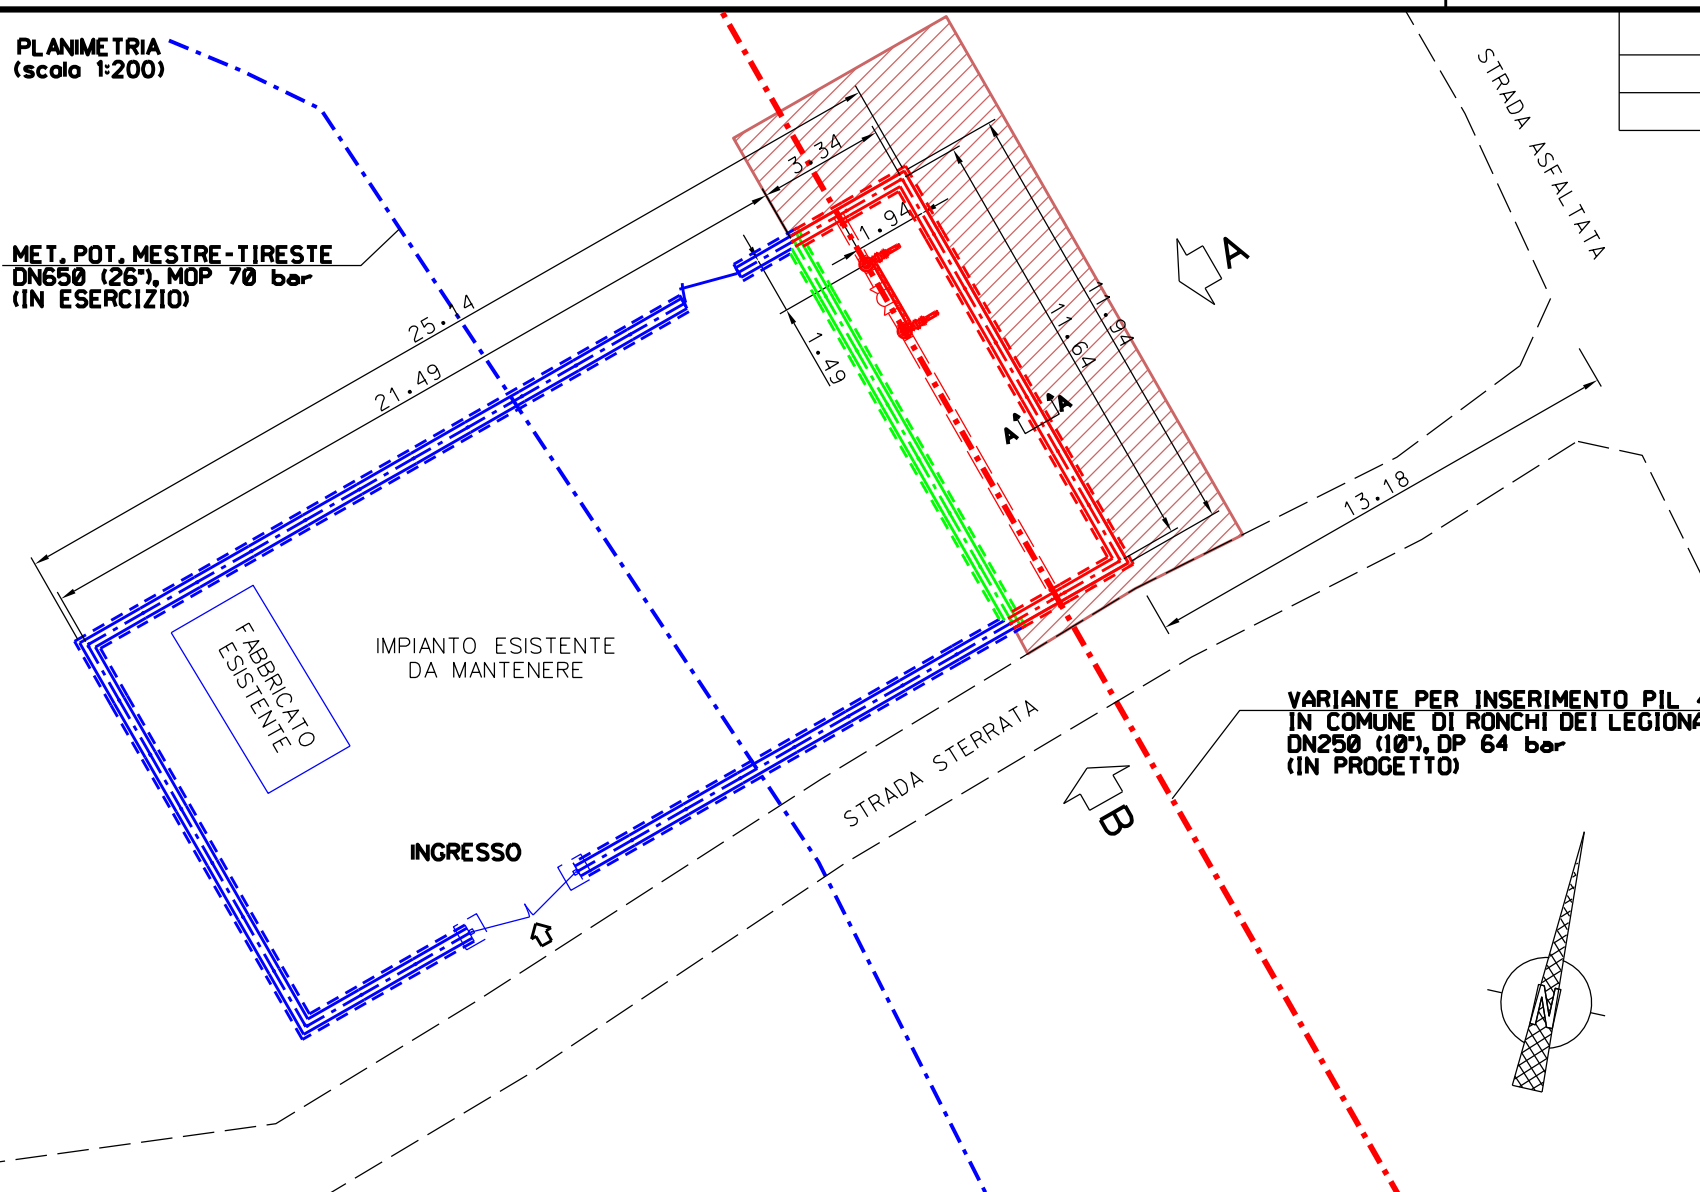 PLANIMETRIA
(scala 1:200)
STRADA ASFALTATA
3.34
1.94
A
MET. POT. MESTRE-TIRESTE
DN650 (26"), MOP 70 bar
(IN ESERCIZIO)
25.14
21.49
1.49
11.94
11.64
A
A
13.18
FABBRICATO
ESISTENTE
IMPIANTO ESISTENTE
DA MANTENERE
VARIANTE PER INSERIMENTO PIL
IN COMUNE DI RONCHI DEI LEGIONA
DN250 (10"), DP 64 bar
(IN PROGETTO)
STRADA STERRATA
B
INGRESSO
N